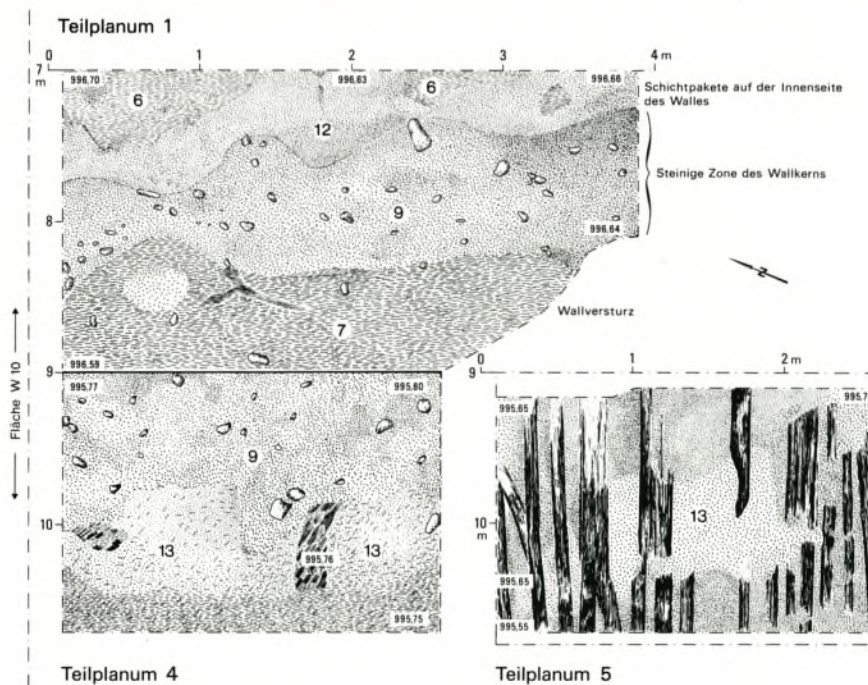 Teilplanum 1
0 1 2 3 4 m
7
m
996,70 996,63 996,66
6 6
Schichtpakete auf der Innenseite
des Walles
12
Steinige Zone des Wallkerns
9
8
996,64
N
7
Wallversturz
Fläche W 10
996,59
9
995,77 995,80
9
10
13 995,76 13
995,75
0 1 2 m
9
995,65
13
10
m
995,65
995,55
Teilplanum 4 Teilplanum 5